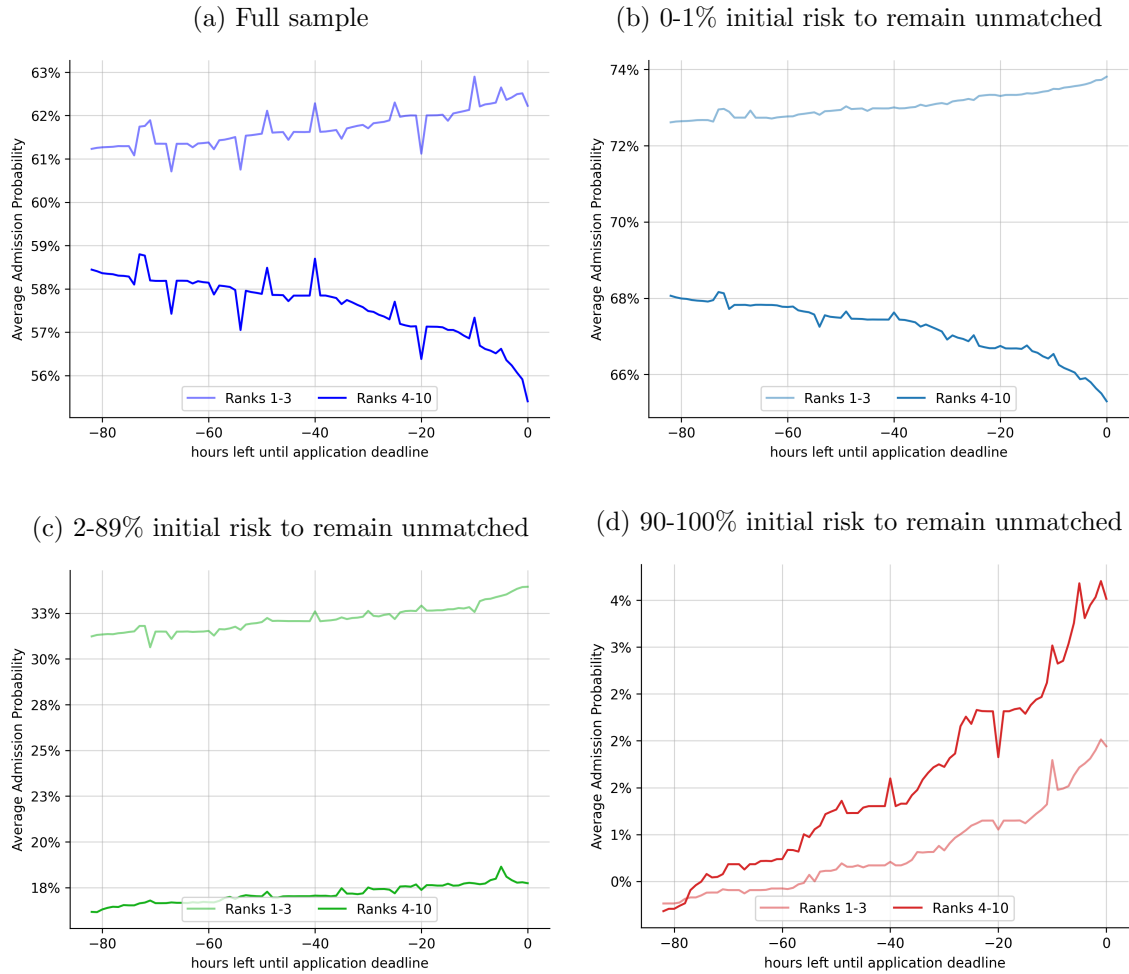 (a) Full sample
Average Admission Probability
63%
62%
61%
60%
59%
58%
57%
56%
Ranks 1-3 Ranks 4-10
−80 −60 −40 −20 0
hours left until application deadline
(b) 0-1% initial risk to remain unmatched
Average Admission Probability
74%
72%
70%
68%
66%
Ranks 1-3 Ranks 4-10
−80 −60 −40 −20 0
hours left until application deadline
(c) 2-89% initial risk to remain unmatched
Average Admission Probability
33%
30%
28%
25%
23%
20%
18%
Ranks 1-3 Ranks 4-10
−80 −60 −40 −20 0
hours left until application deadline
(d) 90-100% initial risk to remain unmatched
Average Admission Probability
4%
3%
2%
2%
2%
1%
0%
Ranks 1-3 Ranks 4-10
−80 −60 −40 −20 0
hours left until application deadline